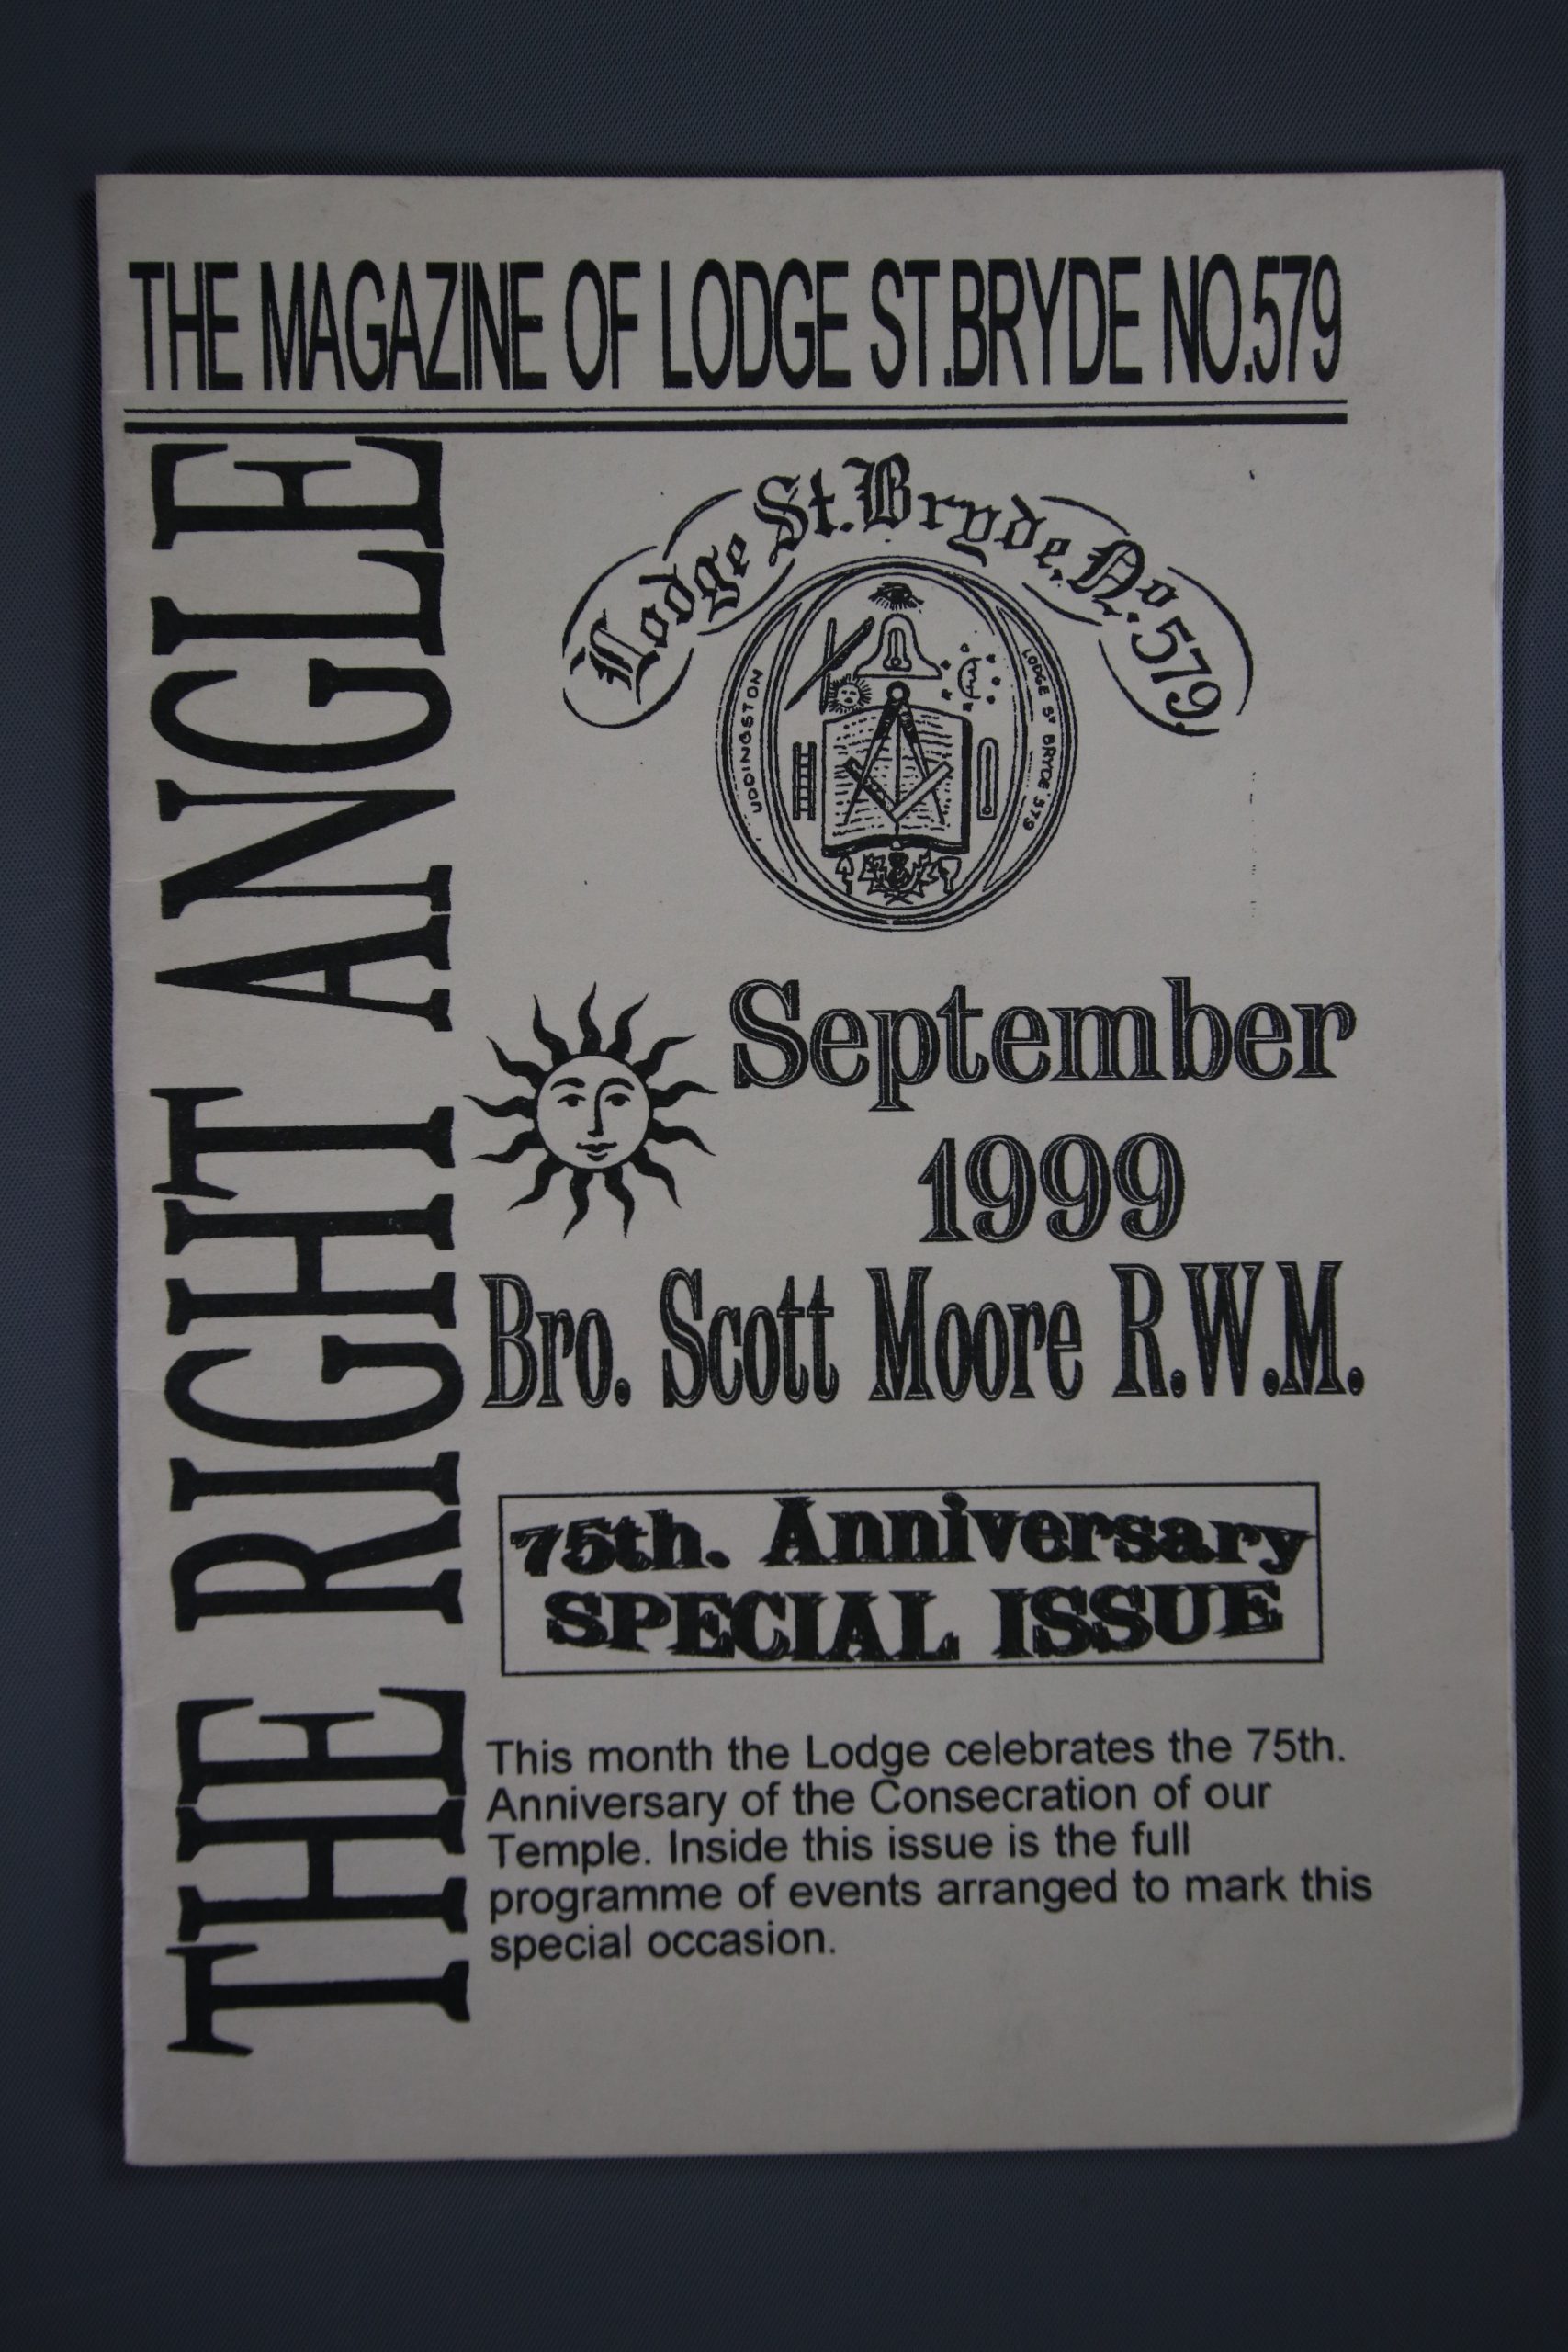 THE MAGAZINE OF LODGE ST.BRYDE NO.579
THE RIGHT ANGLE
Lodge St.Bryde, No. 579
UDDINGSTON
LODGE ST BRYDE 579
September
1999
Bro. Scott Moore R.W.M.
75th. Anniversary
SPECIAL ISSUE
This month the Lodge celebrates the 75th.
Anniversary of the Consecration of our
Temple. Inside this issue is the full
programme of events arranged to mark this
special occasion.